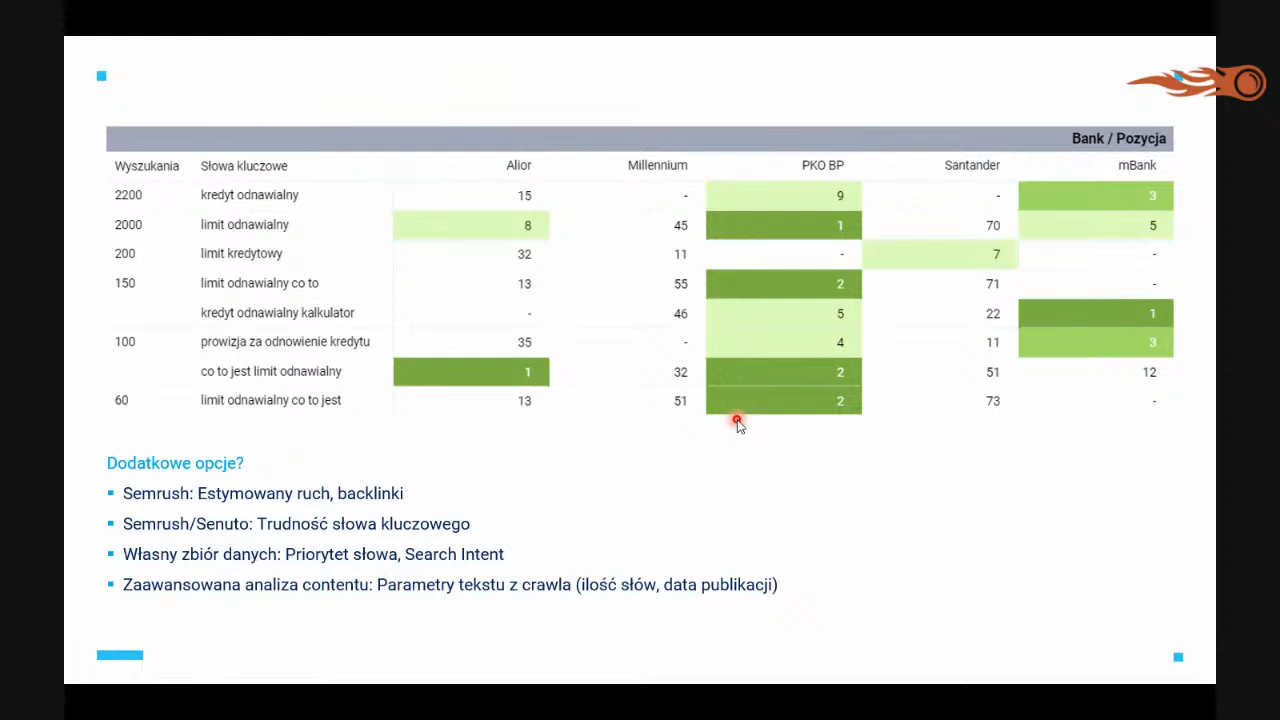 Bank / Pozycja
Wyszukania Słowa kluczowe Alior Millennium PKO BP Santander mBank
2200 kredyt odnawialny 15 - 9 - 3
2000 limit odnawialny 8 45 1 70 5
200 limit kredytowy 32 11 - 7 -
150 limit odnawialny co to 13 55 2 71 -
kredyt odnawialny kalkulator - 46 5 22 1
100 prowizja za odnowienie kredytu 35 - 4 11 3
co to jest limit odnawialny 1 32 2 51 12
60 limit odnawialny co to jest 13 51 2 73 -
Dodatkowe opcje?
Semrush: Estymowany ruch, backlinki
Semrush/Senuto: Trudność słowa kluczowego
Własny zbiór danych: Priorytet słowa, Search Intent
Zaawansowana analiza contentu: Parametry tekstu z crawla (ilość słów, data publikacji)